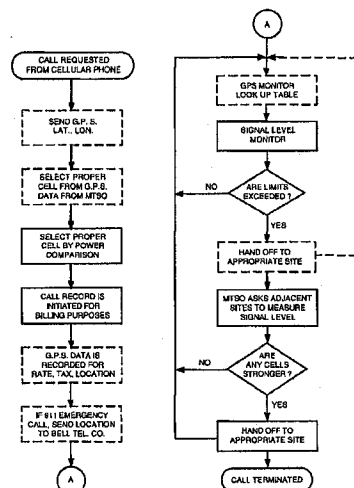 CALL REQUESTED
FROM CELLULAR PHONE
SEND G.P.S.
LAT., LON.
SELECT PROPER
CELL FROM G.P.S.
DATA FROM MTSO
SELECT PROPER
CELL BY POWER
COMPARISON
CALL RECORD IS
INITIATED FOR
BILLING PURPOSES
G.P.S. DATA IS
RECORDED FOR
RATE, TAX, LOCATION
IF 911 EMERGENCY
CALL, SEND LOCATION
TO BELL TEL. CO.
A
A
GPS MONITOR
LOOK UP TABLE
SIGNAL LEVEL
MONITOR
NO
ARE LIMITS
EXCEEDED ?
YES
HAND OFF TO
APPROPRIATE SITE
MTSO ASKS ADJACENT
SITES TO MEASURE
SIGNAL LEVEL
NO
ARE
ANY CELLS
STRONGER ?
YES
HAND OFF TO
APPROPRIATE SITE
CALL TERMINATED